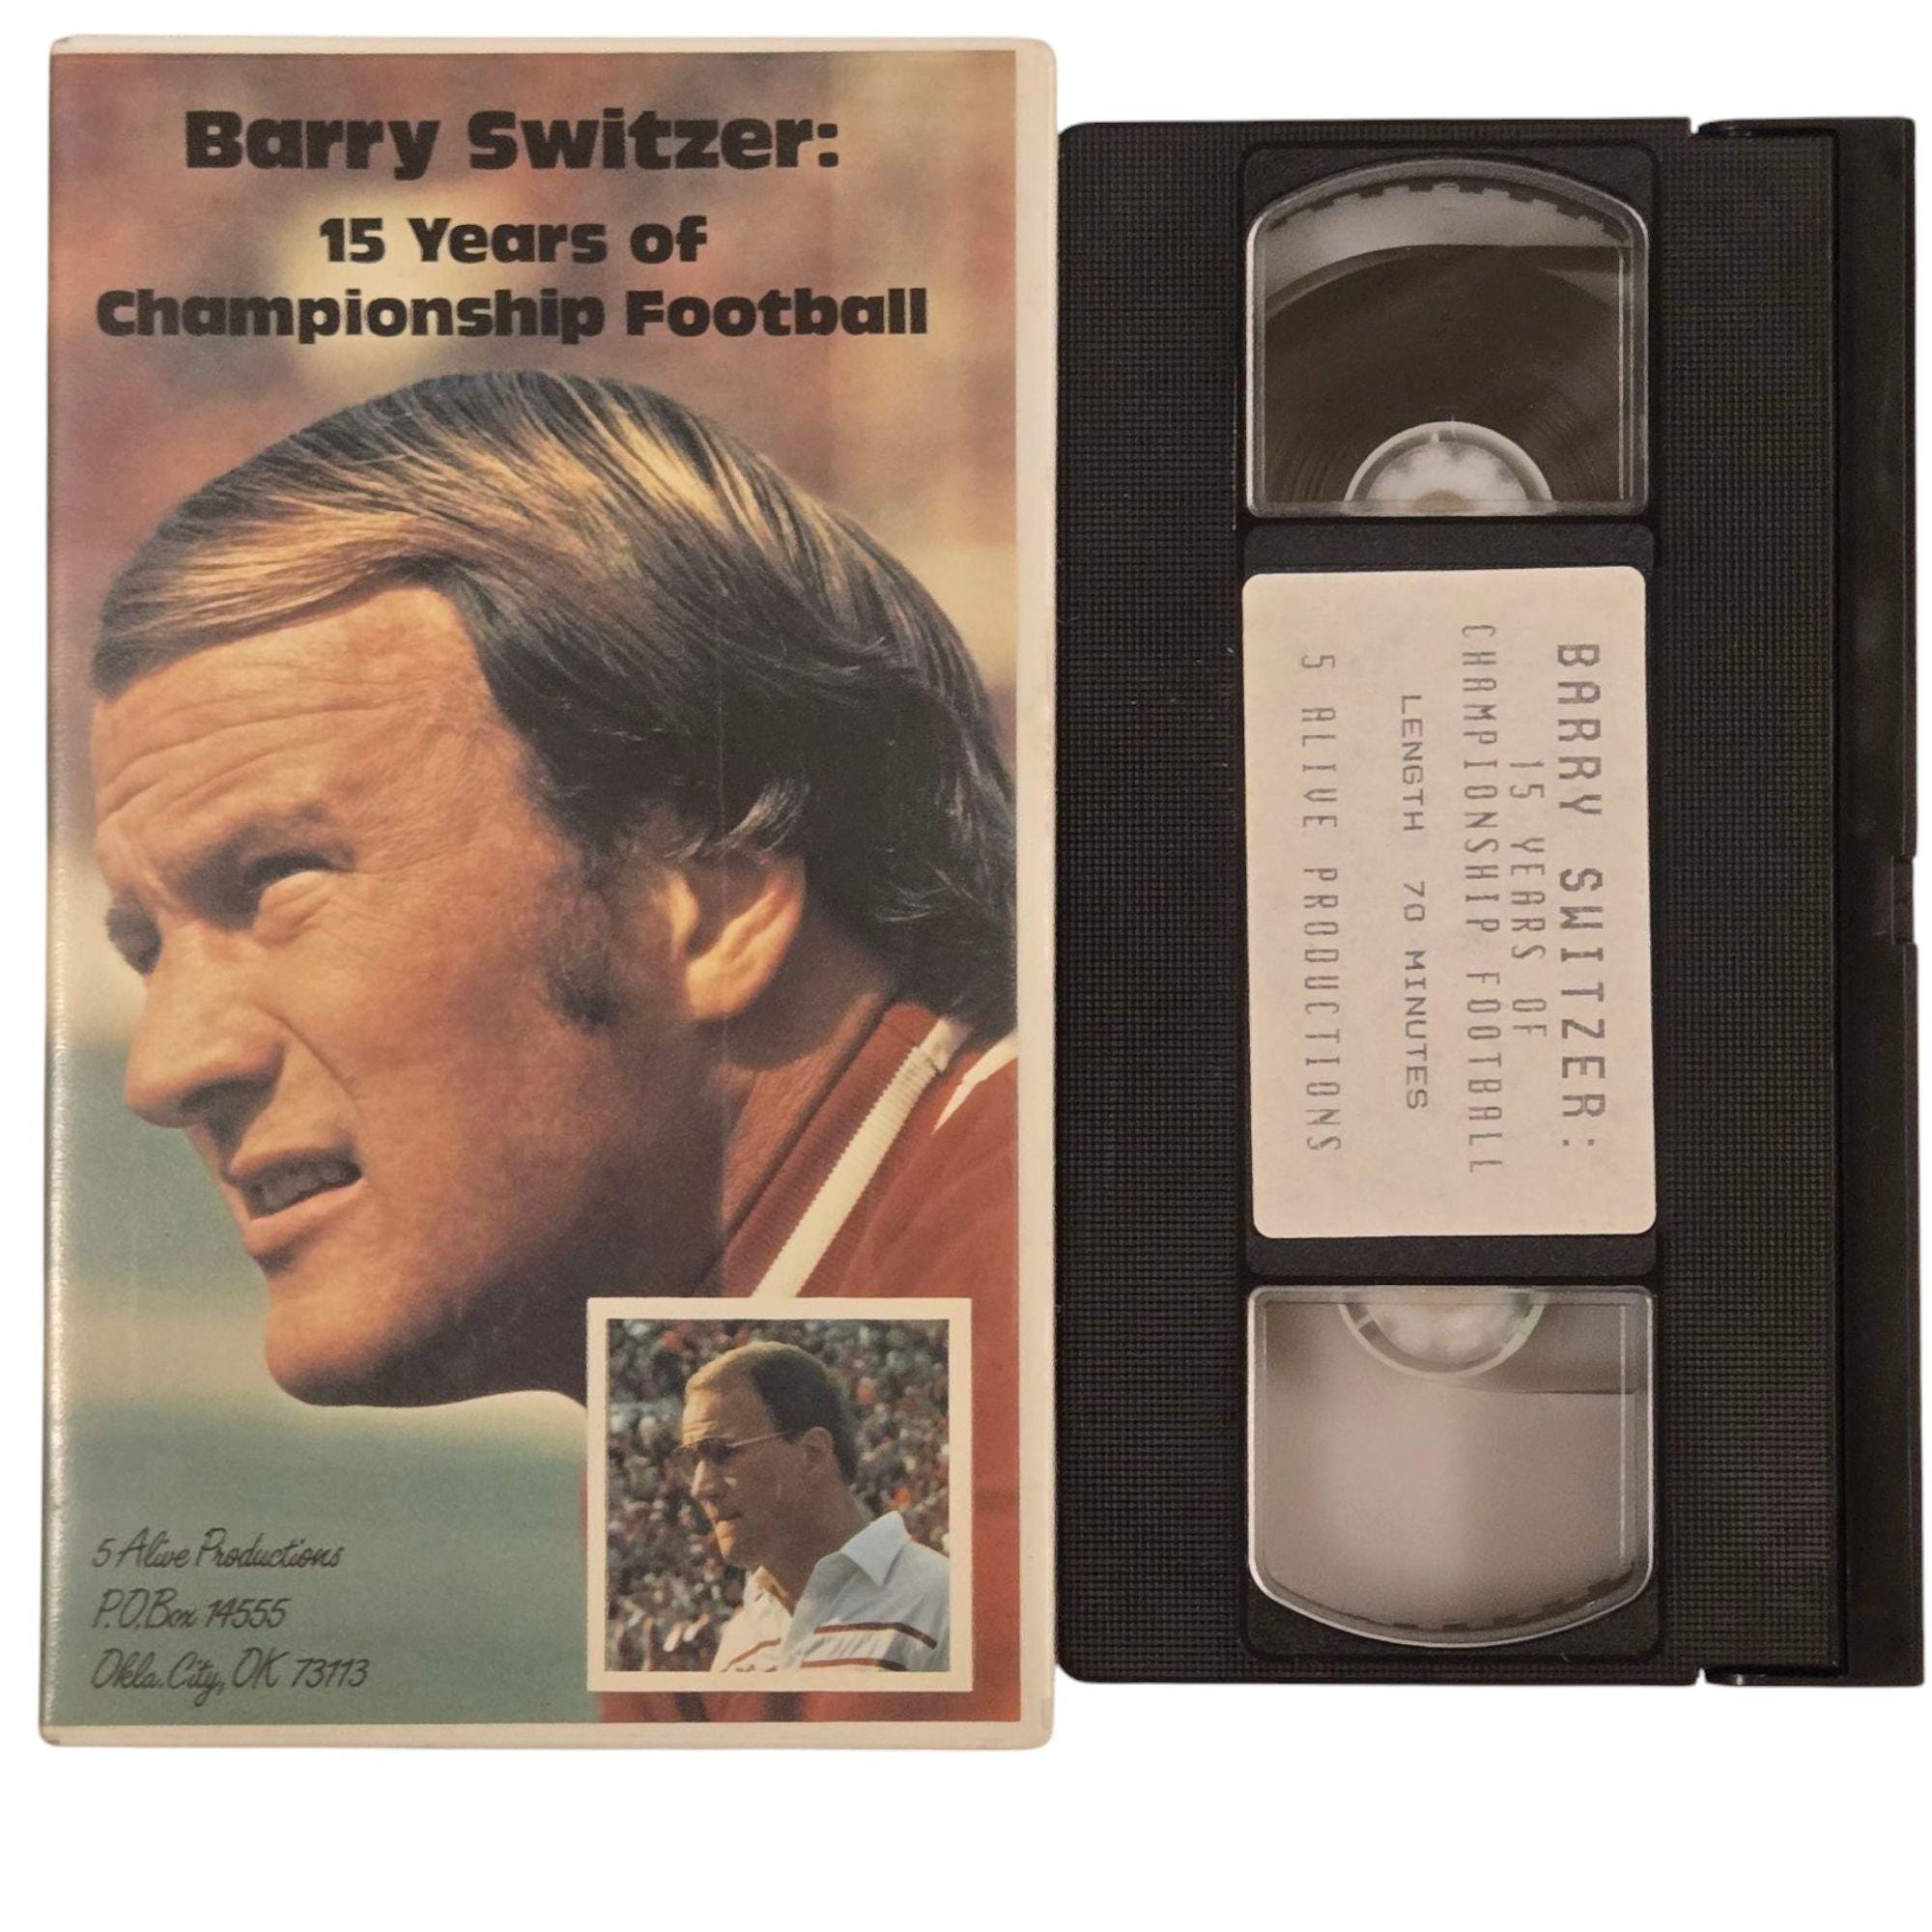 Barry Switzer:
15 Years of
Championship Football
5 Alive Productions
P.O. Box 14555
Okla. City, OK 73113
BARRY SWITZER:
15 YEARS OF
CHAMPIONSHIP FOOTBALL
LENGTH 70 MINUTES
5 ALIVE PRODUCTIONS